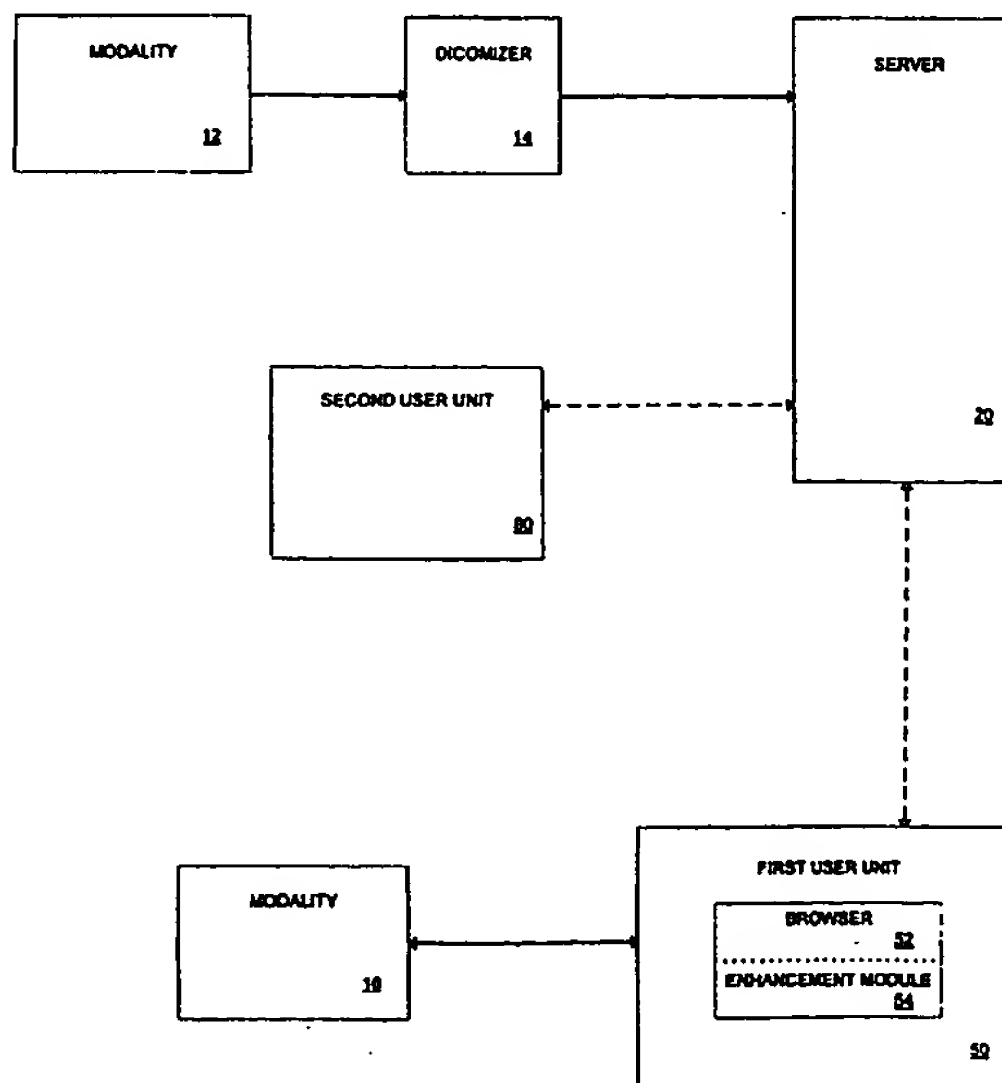 MODALITY
12
DICOMIZER
14
SERVER
20
SECOND USER UNIT
80
MODALITY
10
FIRST USER UNIT
BROWSER
52
ENHANCEMENT MODULE
54
50